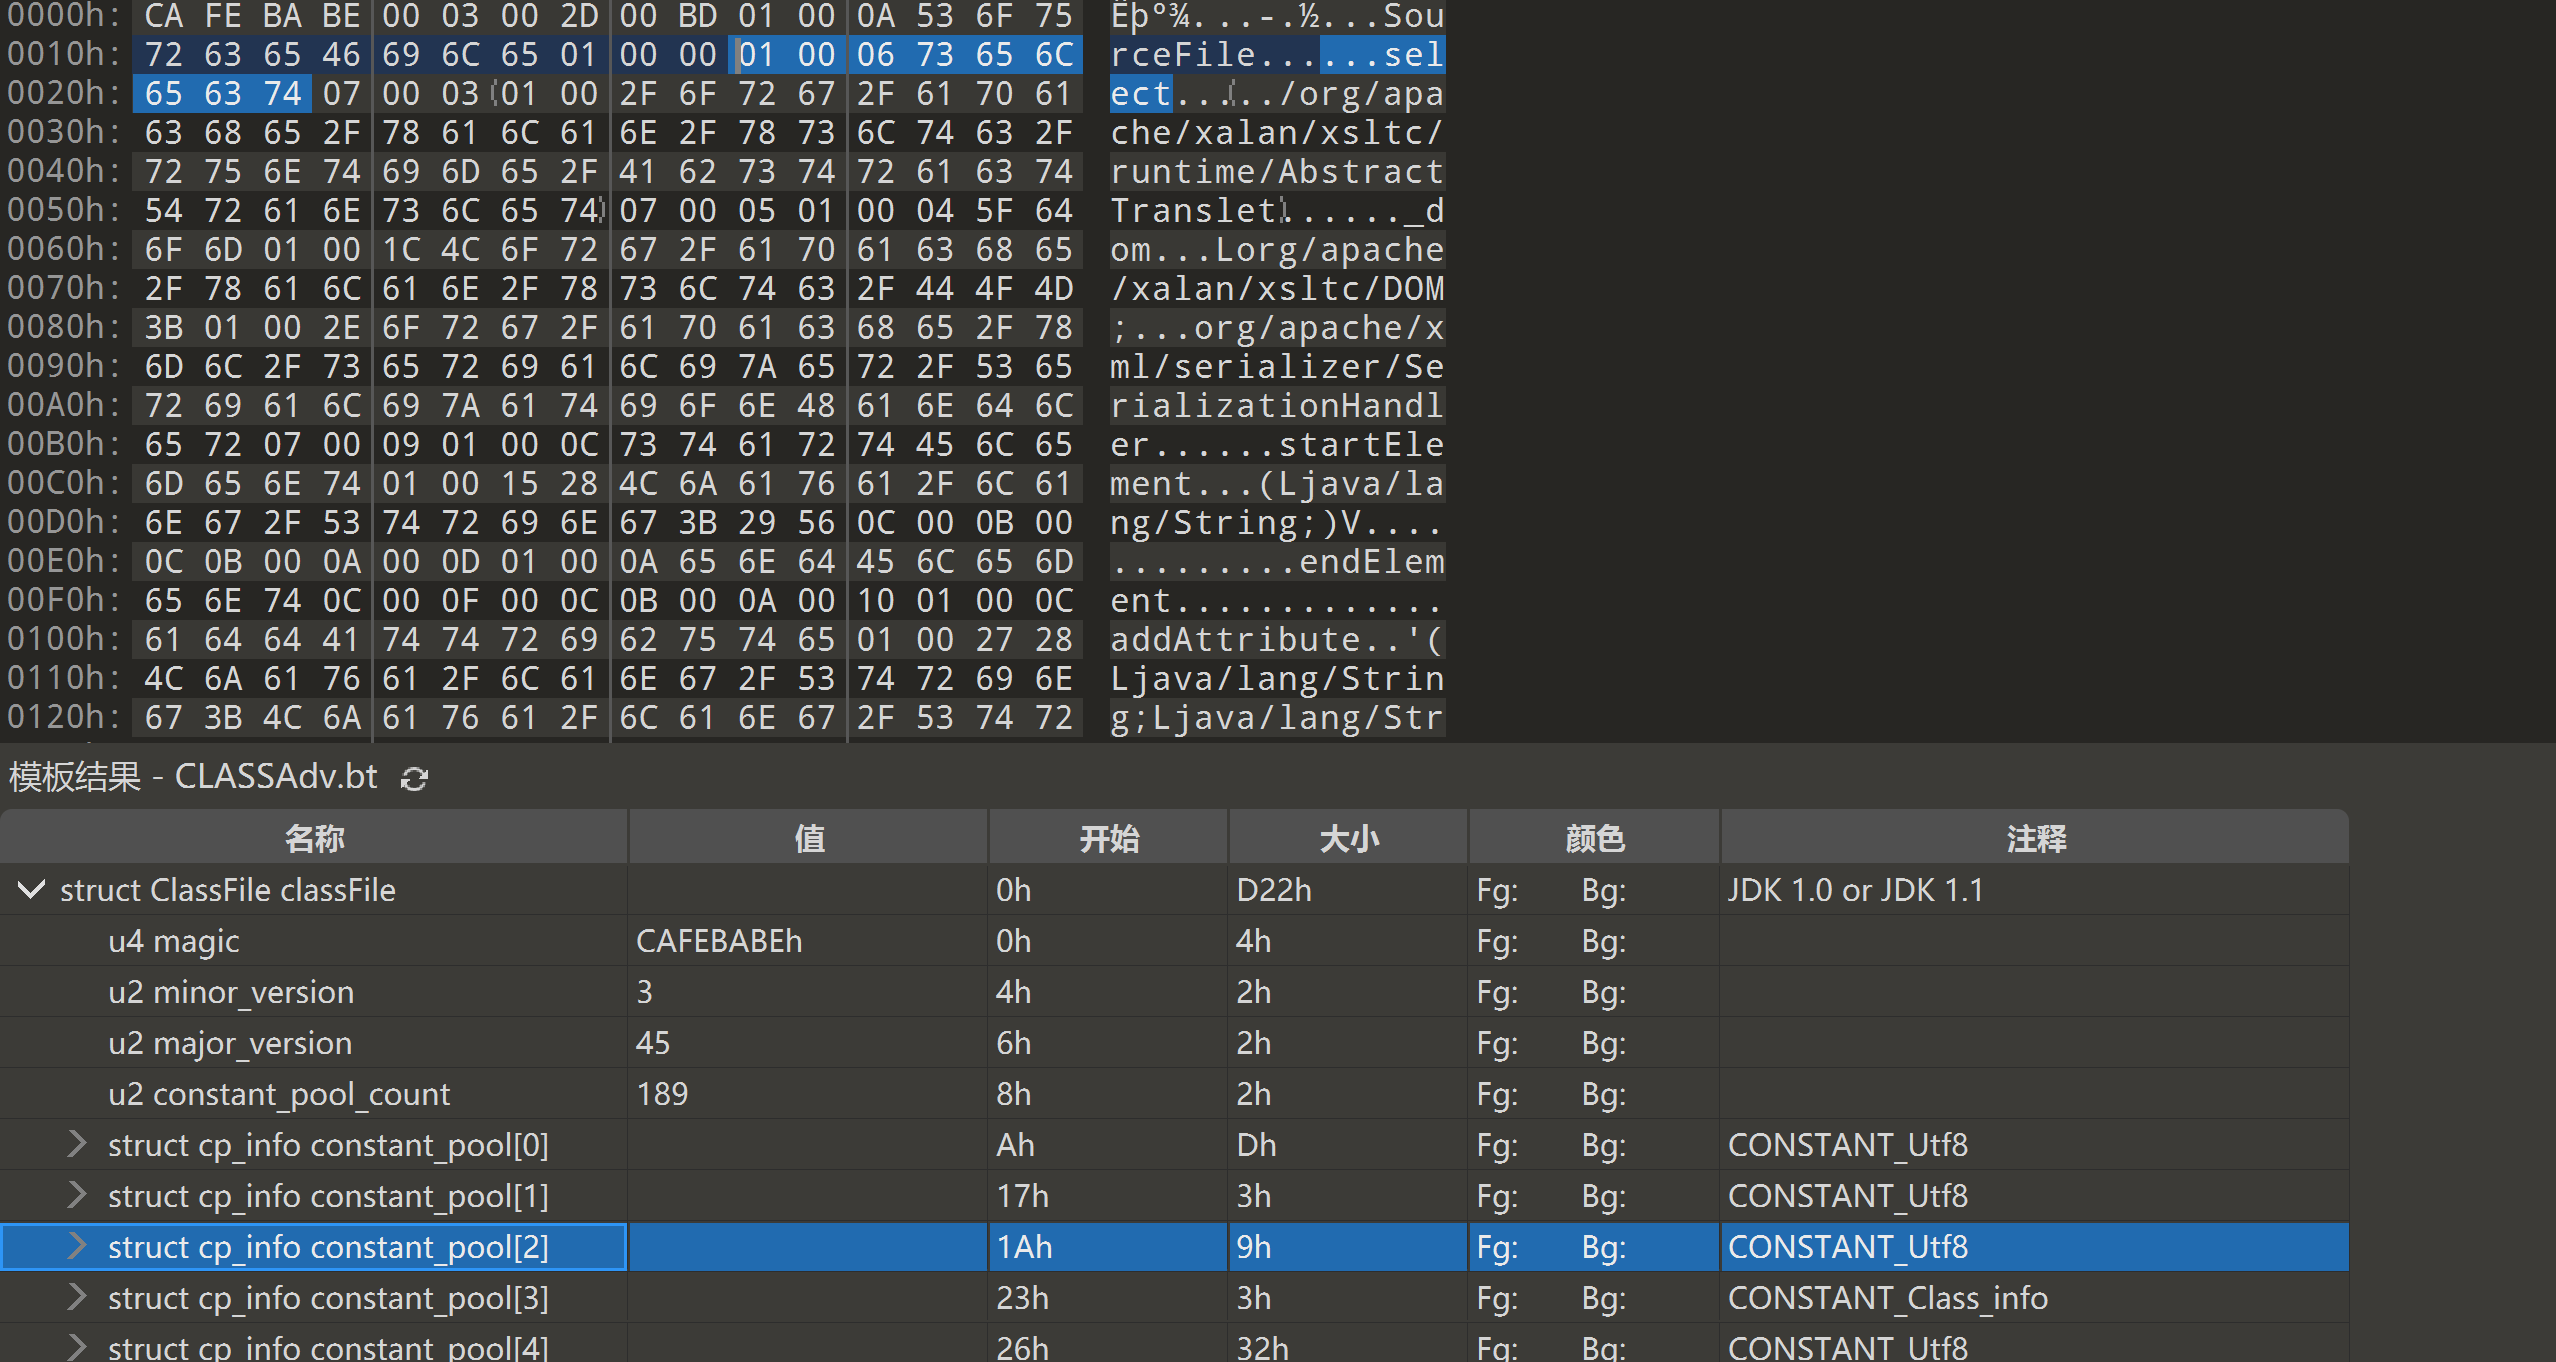 0000h: CA FE BA BE 00 03 00 2D 00 BD 01 00 0A 53 6F 75 Êþº¾...-.½...Sou
0010h: 72 63 65 46 69 6C 65 01 00 00 01 00 06 73 65 6C rceFile......sel
0020h: 65 63 74 07 00 03 01 00 2F 6F 72 67 2F 61 70 61 ect...../org/apa
0030h: 63 68 65 2F 78 61 6C 61 6E 2F 78 73 6C 74 63 2F che/xalan/xsltc/
0040h: 72 75 6E 74 69 6D 65 2F 41 62 73 74 72 61 63 74 runtime/Abstract
0050h: 54 72 61 6E 73 6C 65 74 07 00 05 01 00 04 5F 64 Translet......_d
0060h: 6F 6D 01 00 1C 4C 6F 72 67 2F 61 70 61 63 68 65 om...Lorg/apache
0070h: 2F 78 61 6C 61 6E 2F 78 73 6C 74 63 2F 44 4F 4D /xalan/xsltc/DOM
0080h: 3B 01 00 2E 6F 72 67 2F 61 70 61 63 68 65 2F 78 ;...org/apache/x
0090h: 6D 6C 2F 73 65 72 69 61 6C 69 7A 65 72 2F 53 65 ml/serializer/Se
00A0h: 72 69 61 6C 69 7A 61 74 69 6F 6E 48 61 6E 64 6C rializationHandl
00B0h: 65 72 07 00 09 01 00 0C 73 74 61 72 74 45 6C 65 er......startEle
00C0h: 6D 65 6E 74 01 00 15 28 4C 6A 61 76 61 2F 6C 61 ment...(Ljava/la
00D0h: 6E 67 2F 53 74 72 69 6E 67 3B 29 56 0C 00 0B 00 ng/String;)V....
00E0h: 0C 0B 00 0A 00 0D 01 00 0A 65 6E 64 45 6C 65 6D .........endElem
00F0h: 65 6E 74 0C 00 0F 00 0C 0B 00 0A 00 10 01 00 0C ent.............
0100h: 61 64 64 41 74 74 72 69 62 75 74 65 01 00 27 28 addAttribute..'(
0110h: 4C 6A 61 76 61 2F 6C 61 6E 67 2F 53 74 72 69 6E Ljava/lang/Strin
0120h: 67 3B 4C 6A 61 76 61 2F 6C 61 6E 67 2F 53 74 72 g;Ljava/lang/Str
模板结果 - CLASSAdv.bt
名称 值 开始 大小 颜色 注释
struct ClassFile classFile 0h D22h Fg: Bg: JDK 1.0 or JDK 1.1
u4 magic CAFEBABEh 0h 4h Fg: Bg:
u2 minor_version 3 4h 2h Fg: Bg:
u2 major_version 45 6h 2h Fg: Bg:
u2 constant_pool_count 189 8h 2h Fg: Bg:
struct cp_info constant_pool[0] Ah Dh Fg: Bg: CONSTANT_Utf8
struct cp_info constant_pool[1] 17h 3h Fg: Bg: CONSTANT_Utf8
struct cp_info constant_pool[2] 1Ah 9h Fg: Bg: CONSTANT_Utf8
struct cp_info constant_pool[3] 23h 3h Fg: Bg: CONSTANT_Class_info
struct cp_info constant_pool[4] 26h 32h Fg: Bg: CONSTANT_Utf8